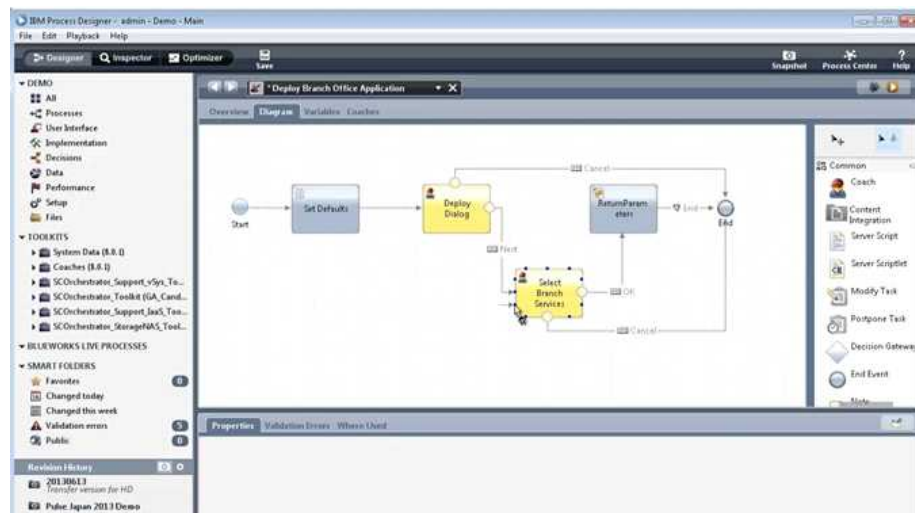 IBM Process Designer - admin - Demo - Main
File Edit Playback Help
Designer
Inspector
Optimizer
Save
Snapshot
Process Center
Help
DEMO
All
Processes
User Interface
Implementation
Decisions
Data
Performance
Setup
Files
TOOLKITS
System Data (8.0.1)
Coaches (8.0.1)
SCOrchestrator_Support_vSys_To...
SCOrchestrator_Toolkit (GA_Cand...
SCOrchestrator_Support_IaaS_Too...
SCOrchestrator_StorageNAS_Tool...
BLUEWORKS LIVE PROCESSES
SMART FOLDERS
Favorites 0
Changed today
Changed this week
Validation errors 5
Public 0
Revision History
20130613
Transfer version for HD
Pulse Japan 2013 Demo
* Deploy Branch Office Application
Overview Diagram Variables Coaches
Start
Set Defaults
Deploy
Dialog
Cancel
ReturnParam
eters
End
End
Next
Select
Branch
Services
OK
Cancel
Common
Coach
Content
Integration
Server Script
Server Scriptlet
Modify Task
Postpone Task
Decision Gateway
End Event
Note
Properties Validation Errors Where Used